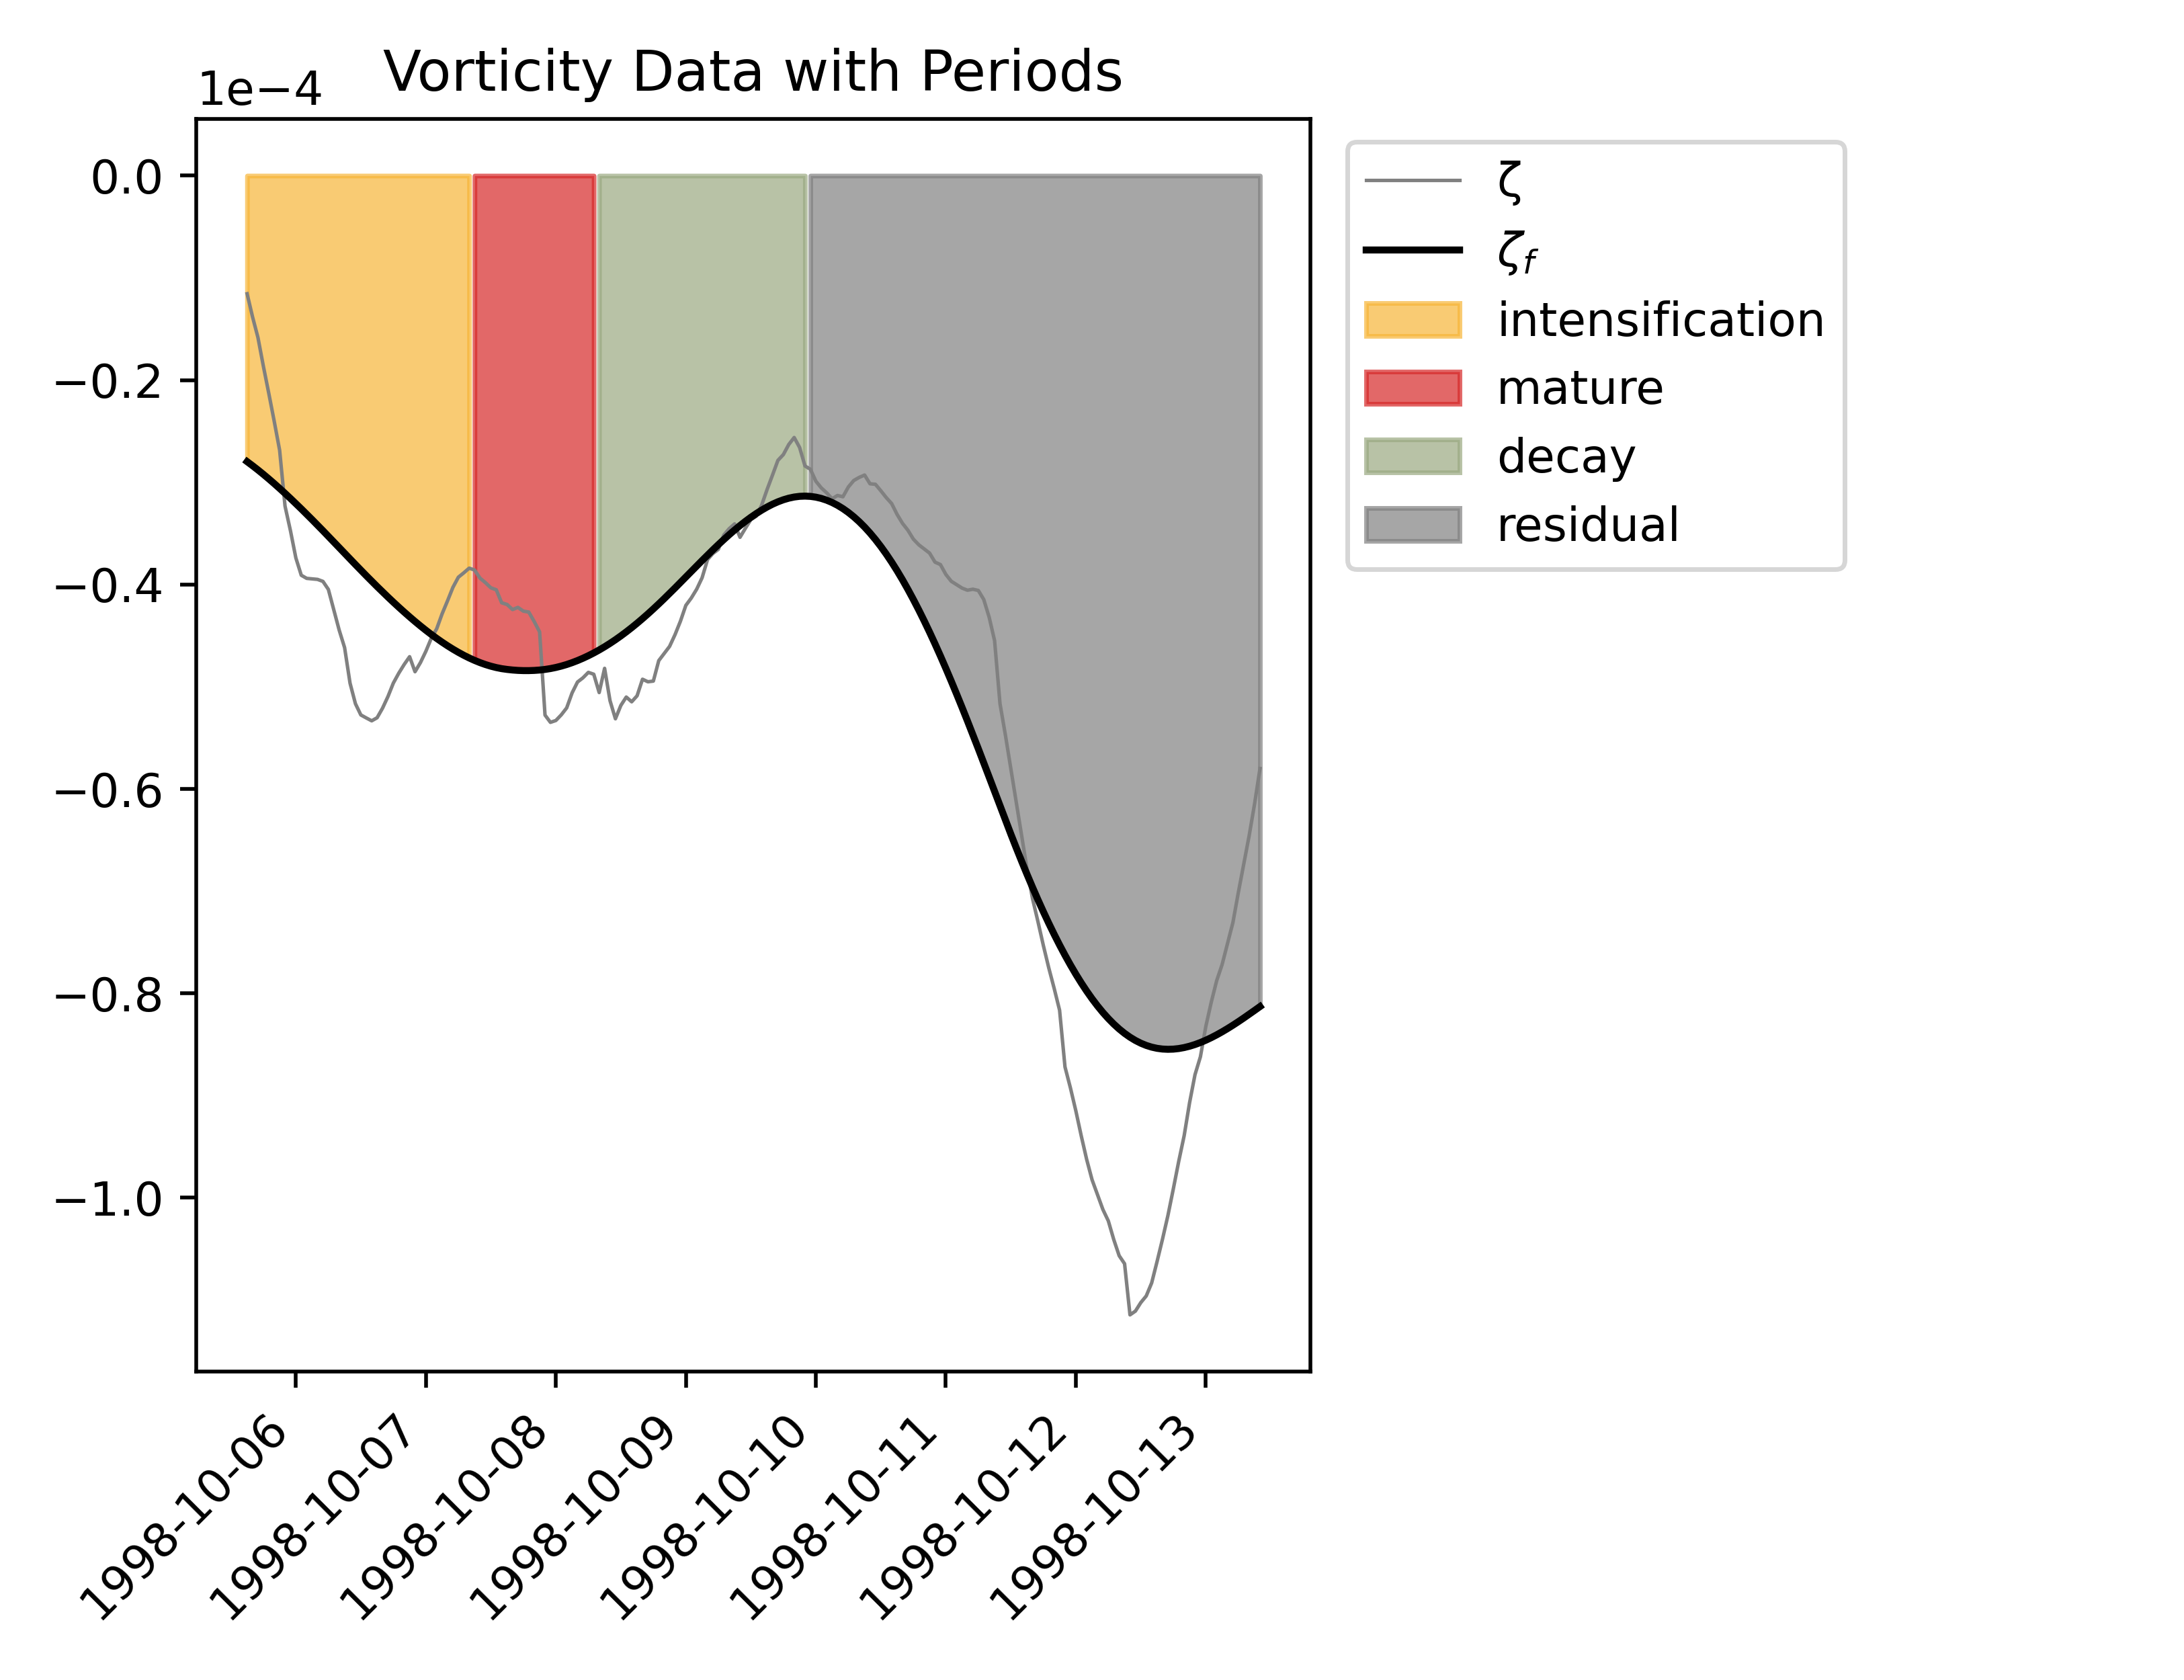 Vorticity Data with Periods
1e−4
0.0
−0.2
−0.4
−0.6
−0.8
−1.0
1998-10-06
1998-10-07
1998-10-08
1998-10-09
1998-10-10
1998-10-11
1998-10-12
1998-10-13
ζ
ζf
intensification
mature
decay
residual